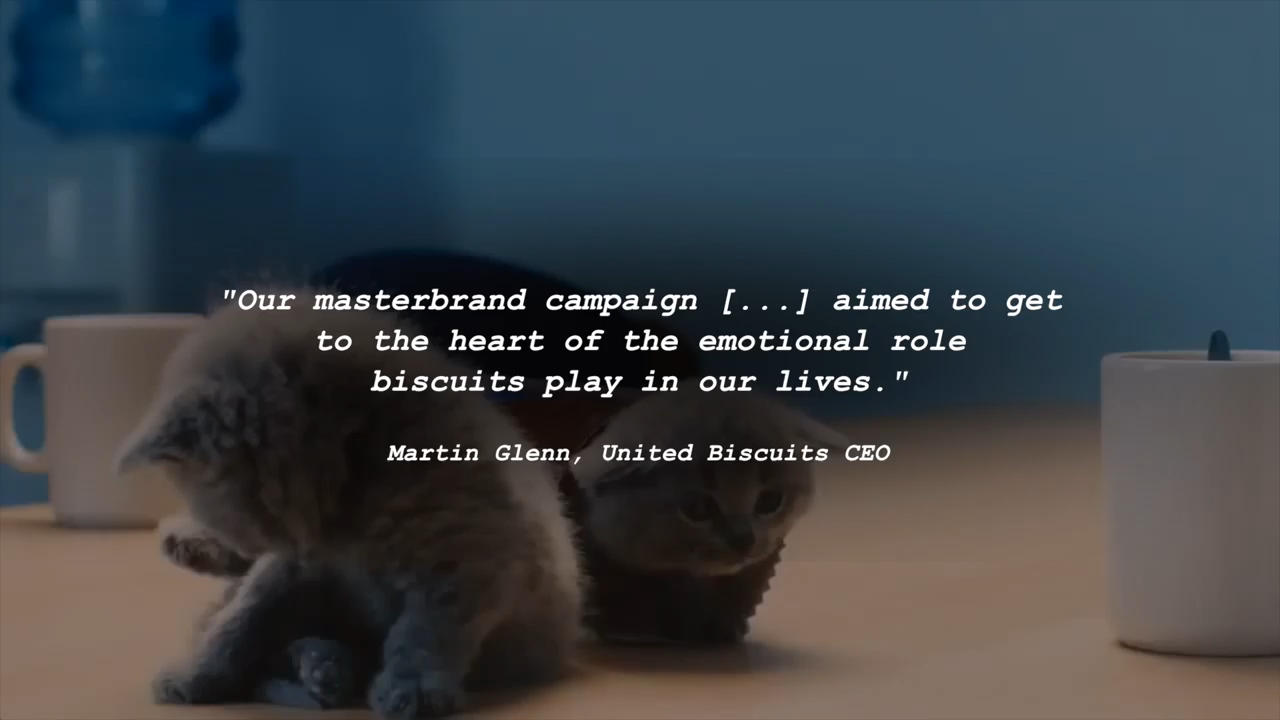 "Our masterbrand campaign [...] aimed to get
to the heart of the emotional role
biscuits play in our lives."
Martin Glenn, United Biscuits CEO